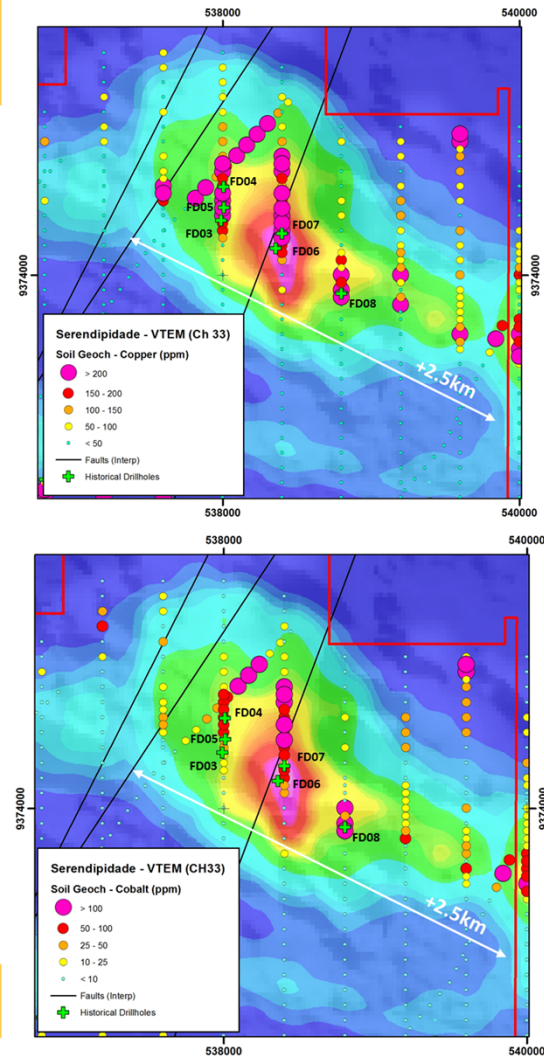 538000
540000
FD04
FD05
FD03
FD07
FD06
FD08
9374000
9374000
+2.5km
Serendipidade - VTEM (Ch 33)
Soil Geoch - Copper (ppm)
> 200
150 - 200
100 - 150
50 - 100
< 50
Faults (Interp)
Historical Drillholes
538000
540000
538000
540000
FD04
FD05
FD03
FD07
FD06
FD08
9374000
9374000
+2.5km
Serendipidade - VTEM (CH33)
Soil Geoch - Cobalt (ppm)
> 100
50 - 100
25 - 50
10 - 25
< 10
Faults (Interp)
Historical Drillholes
538000
540000